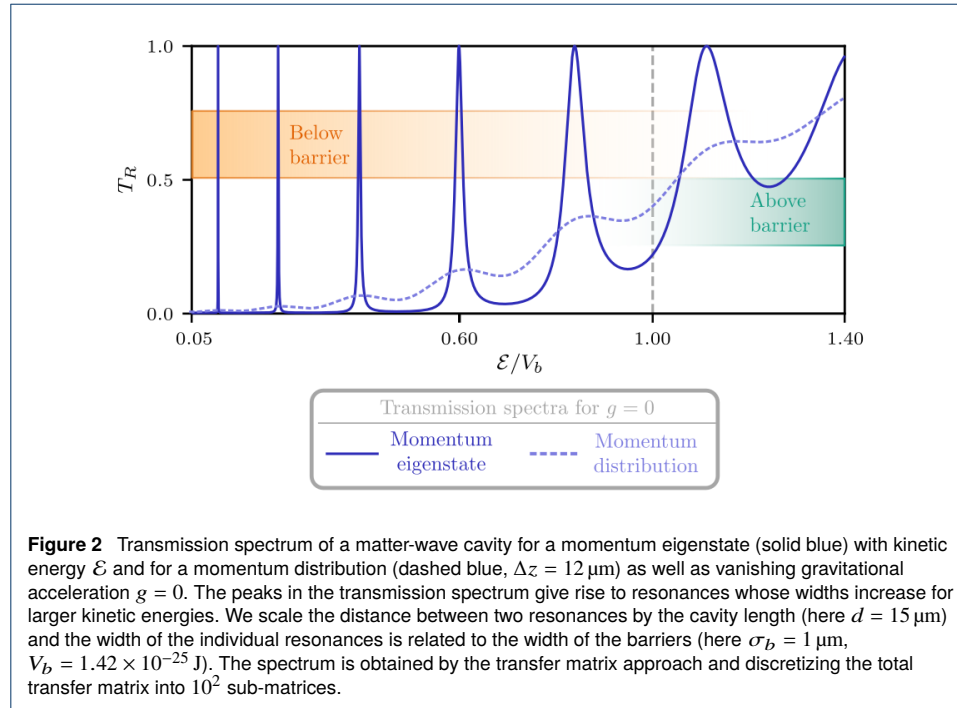 1.0
Below
barrier
0.5
T_R
Above
barrier
0.0
0.05
0.60
1.00
1.40
ℰ/V_b
Transmission spectra for g = 0
Momentum
eigenstate
Momentum
distribution
Figure 2 Transmission spectrum of a matter-wave cavity for a momentum eigenstate (solid blue) with kinetic
energy ℰ and for a momentum distribution (dashed blue, Δz = 12 μm) as well as vanishing gravitational
acceleration g = 0. The peaks in the transmission spectrum give rise to resonances whose widths increase for
larger kinetic energies. We scale the distance between two resonances by the cavity length (here d = 15 μm)
and the width of the individual resonances is related to the width of the barriers (here σ_b = 1 μm,
V_b = 1.42 × 10⁻²⁵ J). The spectrum is obtained by the transfer matrix approach and discretizing the total
transfer matrix into 10² sub-matrices.